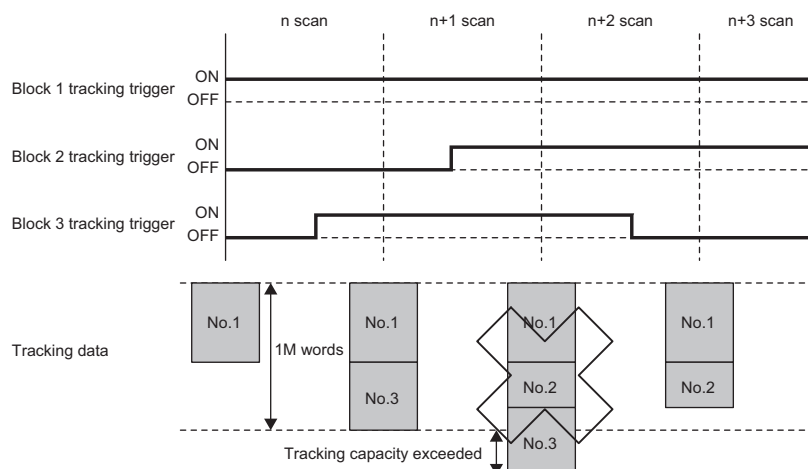 n scan n+1 scan n+2 scan n+3 scan
Block 1 tracking trigger
ON
OFF
Block 2 tracking trigger
ON
OFF
Block 3 tracking trigger
ON
OFF
Tracking data
No.1
1M words
No.1
No.3
No.1
No.2
No.3
No.1
No.2
Tracking capacity exceeded